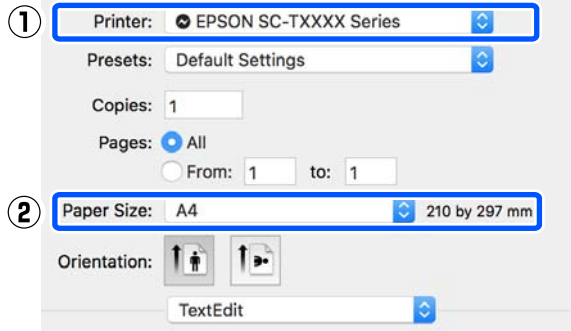 ① Printer: EPSON SC-TXXXX Series
Presets: Default Settings
Copies: 1
Pages: All
From: 1 to: 1
② Paper Size: A4 210 by 297 mm
Orientation:
TextEdit